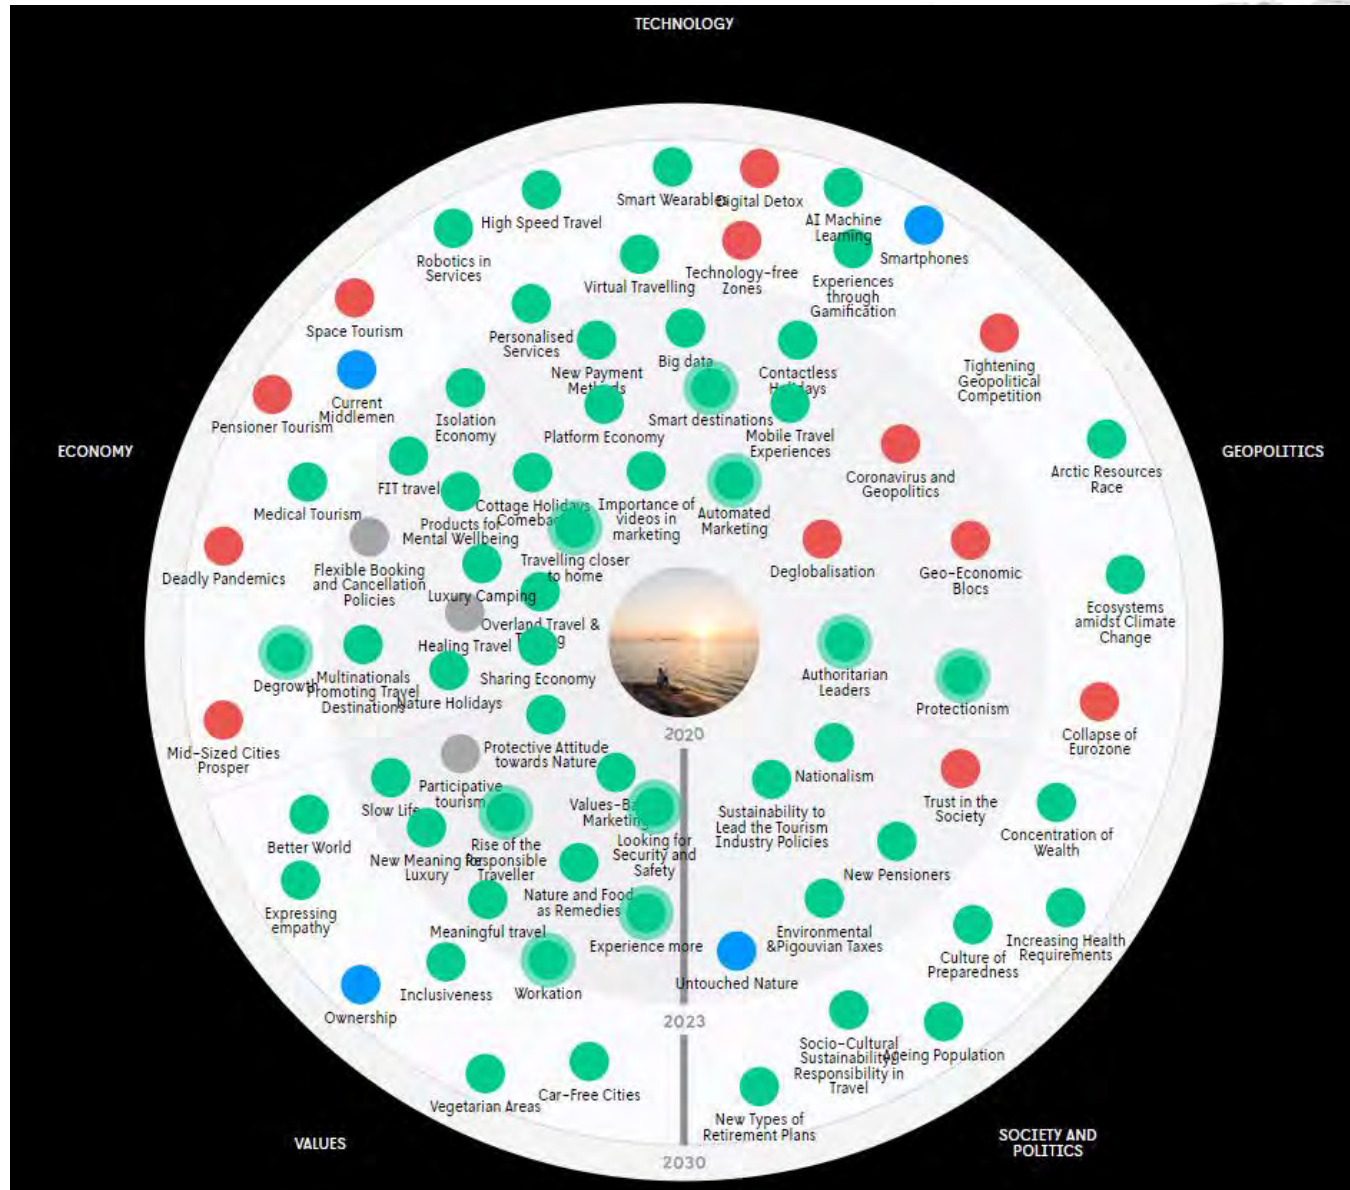 TECHNOLOGY
Smart Wearables
Digital Detox
AI Machine
Learning
High Speed Travel
Smartphones
Robotics in
Services
Virtual Travelling
Technology-free
Zones
Experiences
through
Gamification
Space Tourism
Personalised
Services
Big data
New Payment
Methods
Contactless
Holidays
Tightening
Geopolitical
Competition
Current
Middlemen
Pensioner Tourism
Isolation
Economy
Platform Economy
Smart destinations
Mobile Travel
Experiences
ECONOMY
GEOPOLITICS
Coronavirus and
Geopolitics
Arctic Resources
Race
FIT travel
Medical Tourism
Cottage Holidays
Comeback
Importance of
videos in
marketing
Automated
Marketing
Products for
Mental Wellbeing
Deadly Pandemics
Flexible Booking
and Cancellation
Policies
Travelling closer
to home
Deglobalisation
Geo-Economic
Blocs
Luxury Camping
Ecosystems
amidst Climate
Change
Overland Travel &
Healing Travel
Sharing Economy
Degrowth
Multinationals
Promoting Travel
Destinations
Nature Holidays
Authoritarian
Leaders
Protectionism
Mid-Sized Cities
Prosper
Collapse of
Eurozone
2020
Protective Attitude
towards Nature
Nationalism
Participative
tourism
Slow Life
Values-Based
Marketing
Sustainability to
Lead the Tourism
Industry Policies
Trust in the
Society
Better World
New Meaning for
Luxury
Rise of the
Responsible
Traveller
Looking for
Security and
Safety
Concentration of
Wealth
New Pensioners
Nature and Food
as Remedies
Expressing
empathy
Meaningful travel
Experience more
Environmental
&Pigouvian Taxes
Culture of
Preparedness
Increasing Health
Requirements
Untouched Nature
Inclusiveness
Workation
Ownership
2023
Socio-Cultural
Sustainability
Responsibility in
Travel
Ageing Population
Vegetarian Areas
Car-Free Cities
New Types of
Retirement Plans
VALUES
SOCIETY AND
POLITICS
2030